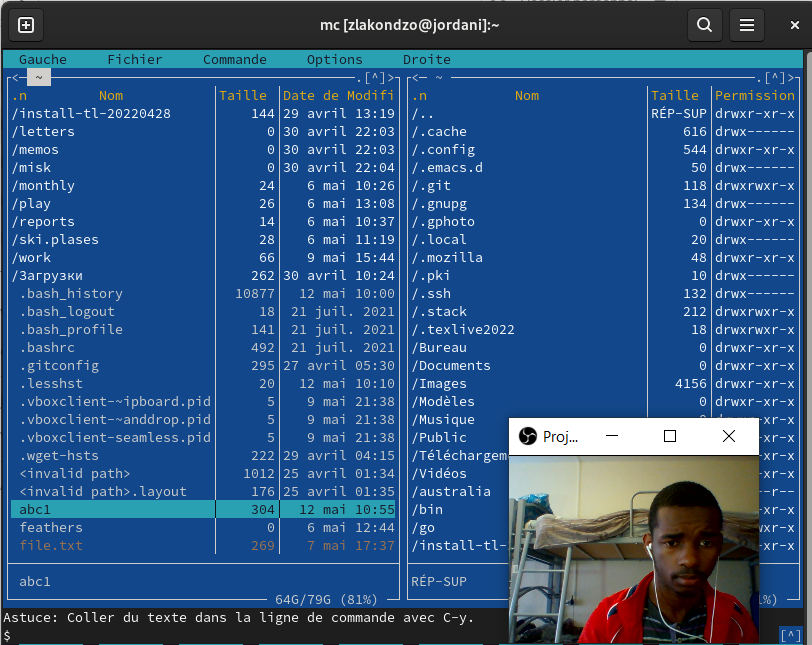 mc [zlakondzo@jordani]:~
Gauche Fichier Commande Options Droite
<─ ~ .[^]>
.n Nom Taille Date de Modifi
/install-tl-20220428 144 29 avril 13:19
/letters 0 30 avril 22:03
/memos 0 30 avril 22:03
/misk 0 30 avril 22:04
/monthly 24 6 mai 10:26
/play 26 6 mai 13:08
/reports 14 6 mai 10:37
/ski.plases 28 6 mai 11:19
/work 66 9 mai 15:44
/Загрузки 262 30 avril 10:24
.bash_history 10877 12 mai 10:00
.bash_logout 18 21 juil. 2021
.bash_profile 141 21 juil. 2021
.bashrc 492 21 juil. 2021
.gitconfig 295 27 avril 05:30
.lesshst 20 12 mai 10:10
.vboxclient-~ipboard.pid 5 9 mai 21:38
.vboxclient-~anddrop.pid 5 9 mai 21:38
.vboxclient-seamless.pid 5 9 mai 21:38
.wget-hsts 222 29 avril 04:15
<invalid path> 1012 25 avril 01:34
<invalid path>.layout 176 25 avril 01:35
abc1 304 12 mai 10:55
feathers 0 6 mai 12:44
file.txt 269 7 mai 17:37
abc1
64G/79G (81%)
<─ ~ .[^]>
.n Nom Taille Permission
/.. RÉP-SUP drwxr-xr-x
/.cache 616 drwx------
/.config 544 drwx------
/.emacs.d 50 drwx------
/.git 118 drwxrwxr-x
/.gnupg 134 drwx------
/.gphoto 0 drwxr-xr-x
/.local 20 drwx------
/.mozilla 48 drwxr-xr-x
/.pki 10 drwx------
/.ssh 132 drwx------
/.stack 212 drwxrwxr-x
/.texlive2022 18 drwxrwxr-x
/Bureau 0 drwxr-xr-x
/Documents 0 drwxr-xr-x
/Images 4156 drwxr-xr-x
/Modèles 0 drwxr-xr-x
/Musique
/Public
/Téléchargem
/Vidéos
/australia
/bin
/go
/install-tl-
RÉP-SUP
Proj...
Astuce: Coller du texte dans la ligne de commande avec C-y.
$ [^]